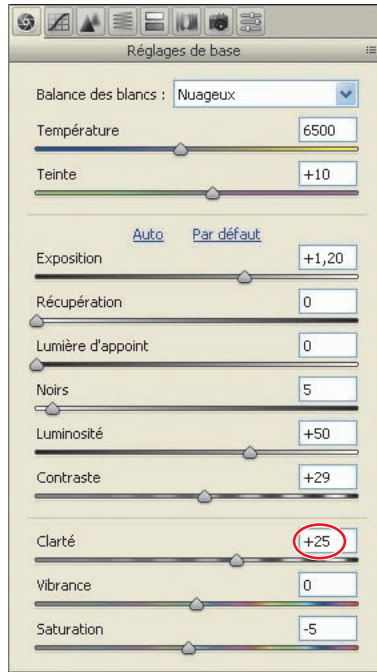 Réglages de base
Balance des blancs : Nuageux
Température 6500
Teinte +10
Auto Par défaut
Exposition +1,20
Récupération 0
Lumière d'appoint 0
Noirs 5
Luminosité +50
Contraste +29
Clarté +25
Vibrance 0
Saturation -5